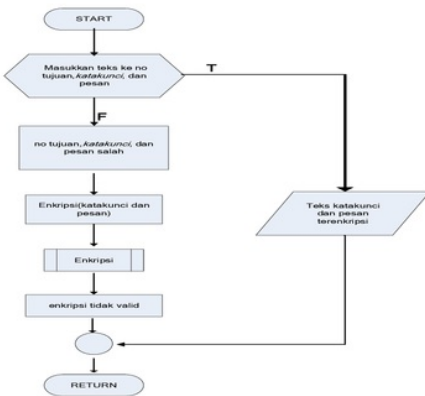 START
Masukkan teks ke no
tujuan,katakunci, dan
pesan
T
F
no tujuan,katakunci, dan
pesan salah
Enkripsi(katakunci dan
pesan)
Teks katakunci
dan pesan
terenkripsi
Enkripsi
enkripsi tidak valid
RETURN